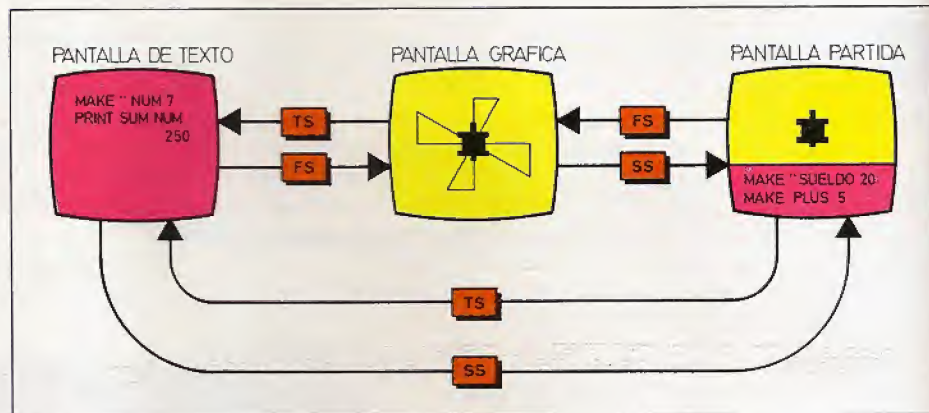 PANTALLA DE TEXTO
PANTALLA GRAFICA
PANTALLA PARTIDA
MAKE " NUM 7
PRINT SUM NUM
250
TS
FS
FS
SS
MAKE " SUELDO 20
MAKE PLUS 5
TS
SS